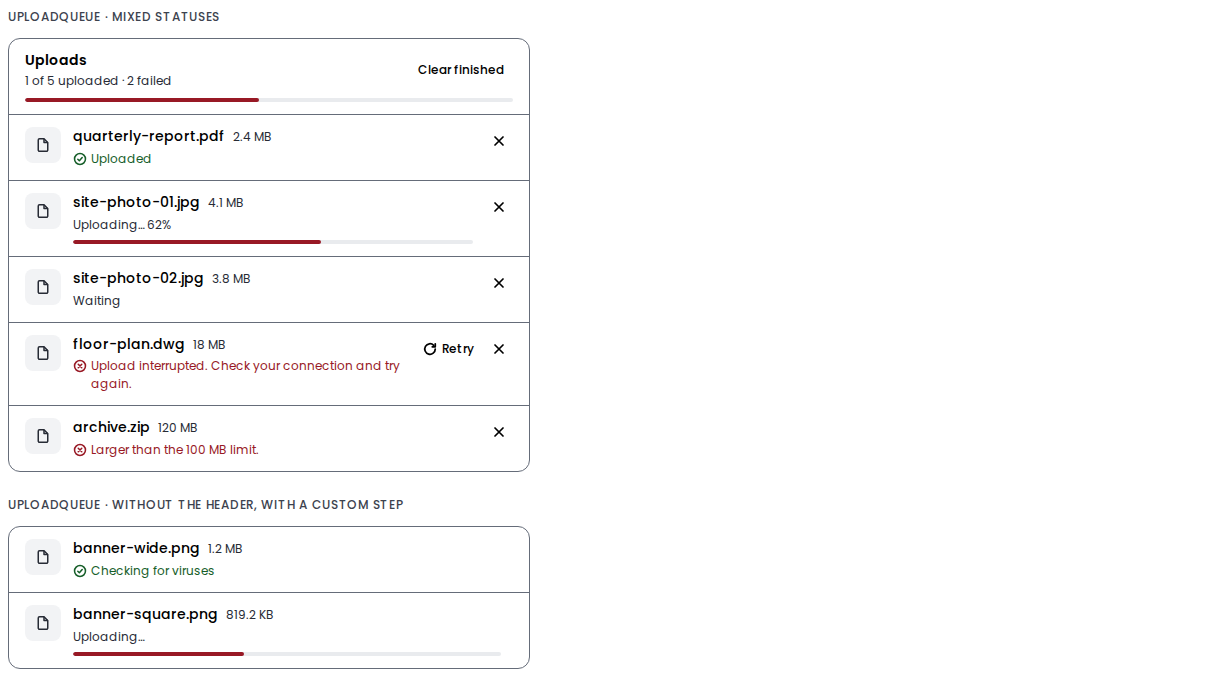 UPLOADQUEUE · MIXED STATUSES
Uploads
1 of 5 uploaded · 2 failed
Clear finished
quarterly-report.pdf 2.4 MB
Uploaded
site-photo-01.jpg 4.1 MB
Uploading… 62%
site-photo-02.jpg 3.8 MB
Waiting
floor-plan.dwg 18 MB
Retry
Upload interrupted. Check your connection and try
again.
archive.zip 120 MB
Larger than the 100 MB limit.
UPLOADQUEUE · WITHOUT THE HEADER, WITH A CUSTOM STEP
banner-wide.png 1.2 MB
Checking for viruses
banner-square.png 819.2 KB
Uploading…